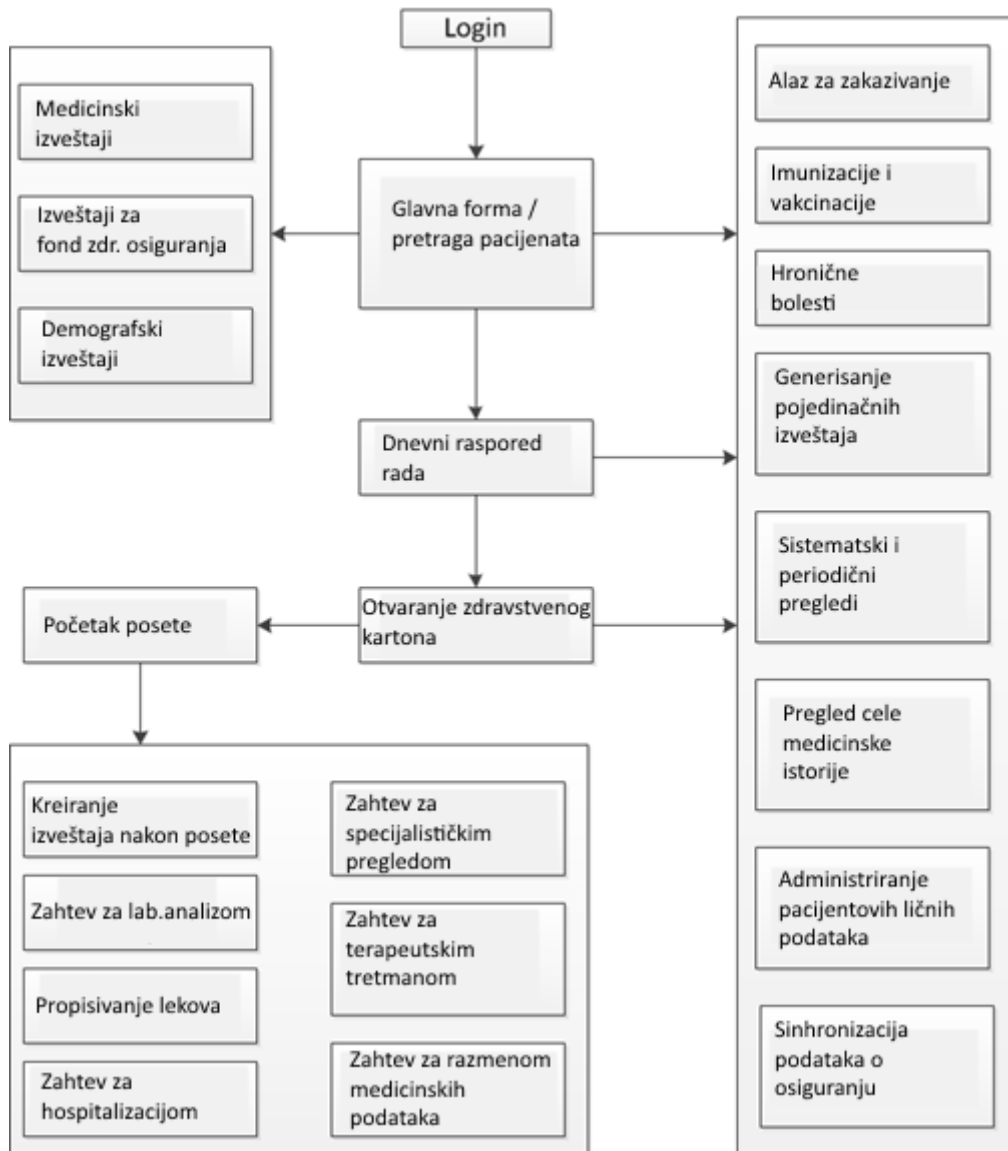 Login
Medicinski
izveštaji
Izveštaji za
fond zdr. osiguranja
Demografski
izveštaji
Glavna forma /
pretraga pacijenata
Dnevni raspored
rada
Otvaranje zdravstvenog
kartona
Početak posete
Kreiranje
izveštaja nakon posete
Zahtev za lab.analizom
Propisivanje lekova
Zahtev za
hospitalizacijom
Zahtev za
specijalističkim
pregledom
Zahtev za
terapeutskim
tretmanom
Zahtev za razmenom
medicinskih
podataka
Alaz za zakazivanje
Imunizacije i
vakcinacije
Hronične
bolesti
Generisanje
pojedinačnih
izveštaja
Sistematski i
periodični
pregledi
Pregled cele
medicinske
istorije
Administriranje
pacijentovih ličnih
podataka
Sinhronizacija
podataka o
osiguranju